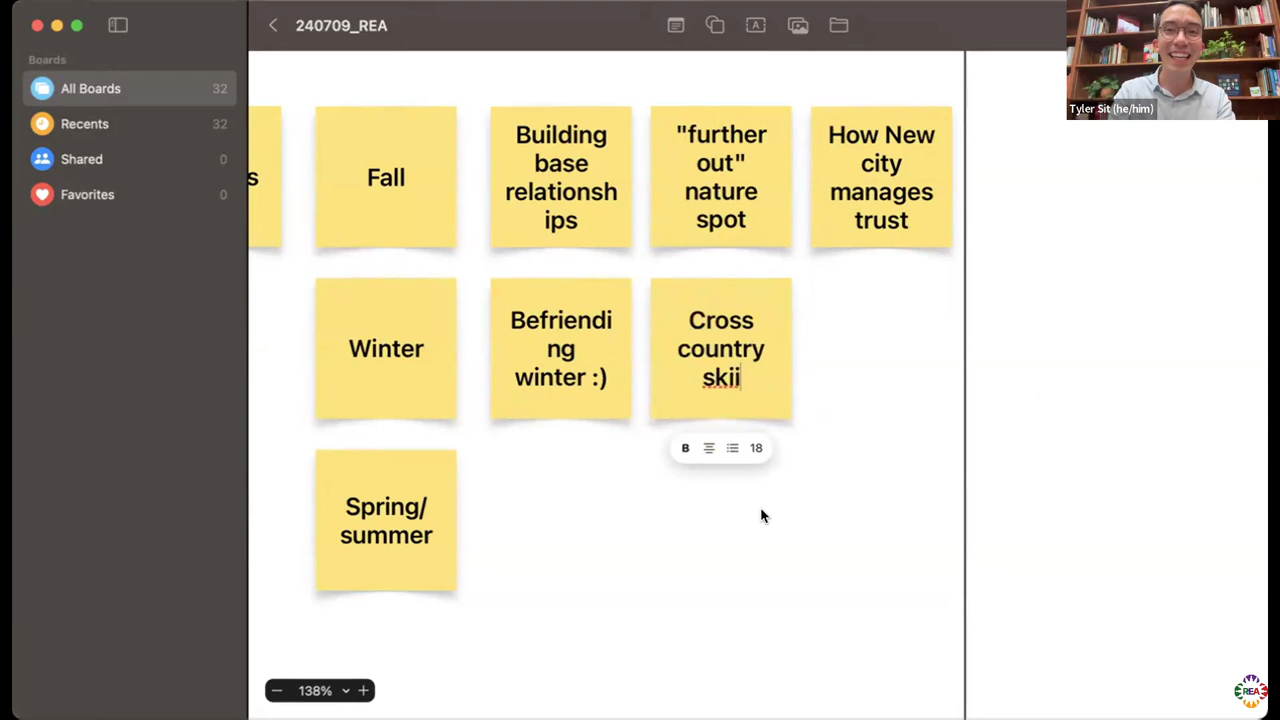 240709_REA
Boards
All Boards 32
Recents 32
Shared 0
Favorites 0
Tyler Sit (he/him)
s
Fall
Building
base
relationsh
ips
"further
out"
nature
spot
How New
city
manages
trust
Winter
Befriendi
ng
winter :)
Cross
country
skii
B
18
Spring/
summer
138%
REA